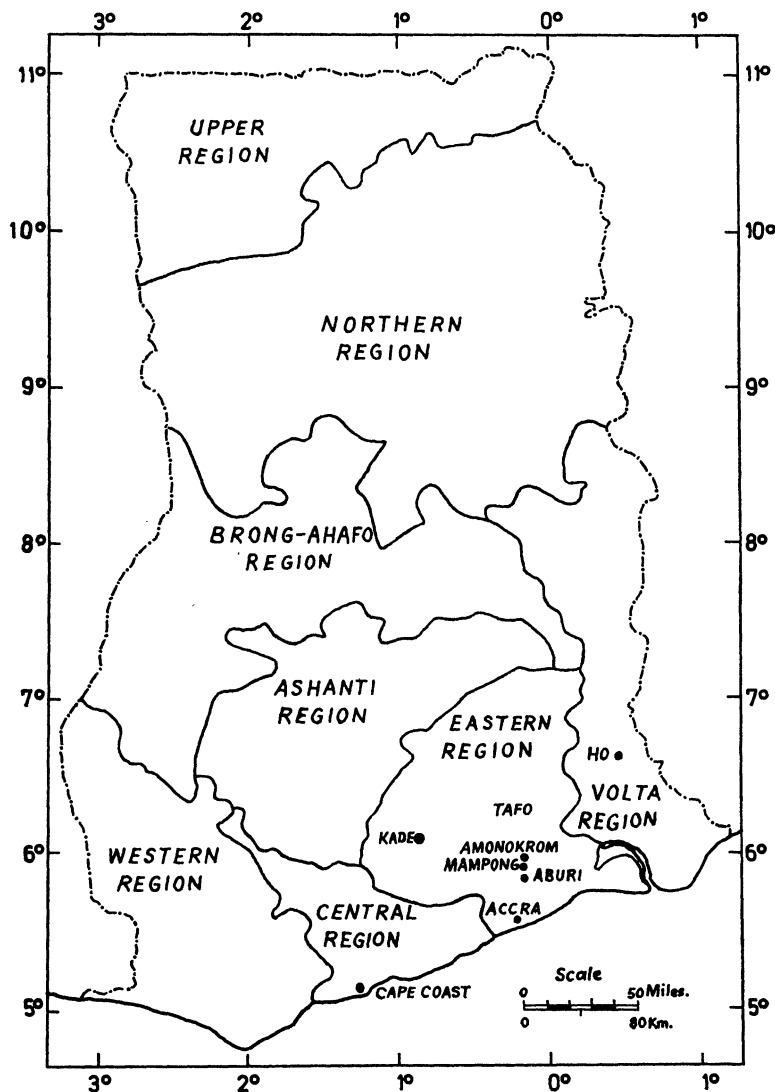 3° 2° 1° 0° 1°
11° 11°
UPPER
REGION
10° 10°
NORTHERN
REGION
9° 9°
BRONG-AHAFO
REGION
8° 8°
7° 7°
ASHANTI
REGION
EASTERN
REGION
HO
VOLTA
REGION
TAFO
KADE
AMONOKROM
MAMPONG
ABURI
6° 6°
WESTERN
REGION
CENTRAL
REGION
ACCRA
CAPE COAST
Scale
0 50 Miles.
0 80 Km.
5° 5°
3° 2° 1° 0° 1°